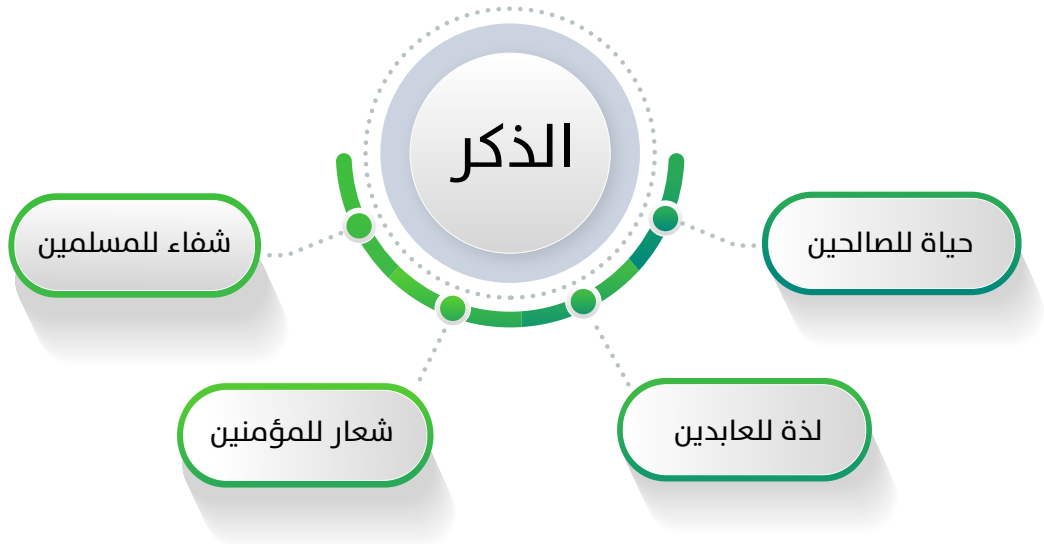 الذكر
حياة للصالحين
لذة للعابدين
شعار للمؤمنين
شفاء للمسلمين